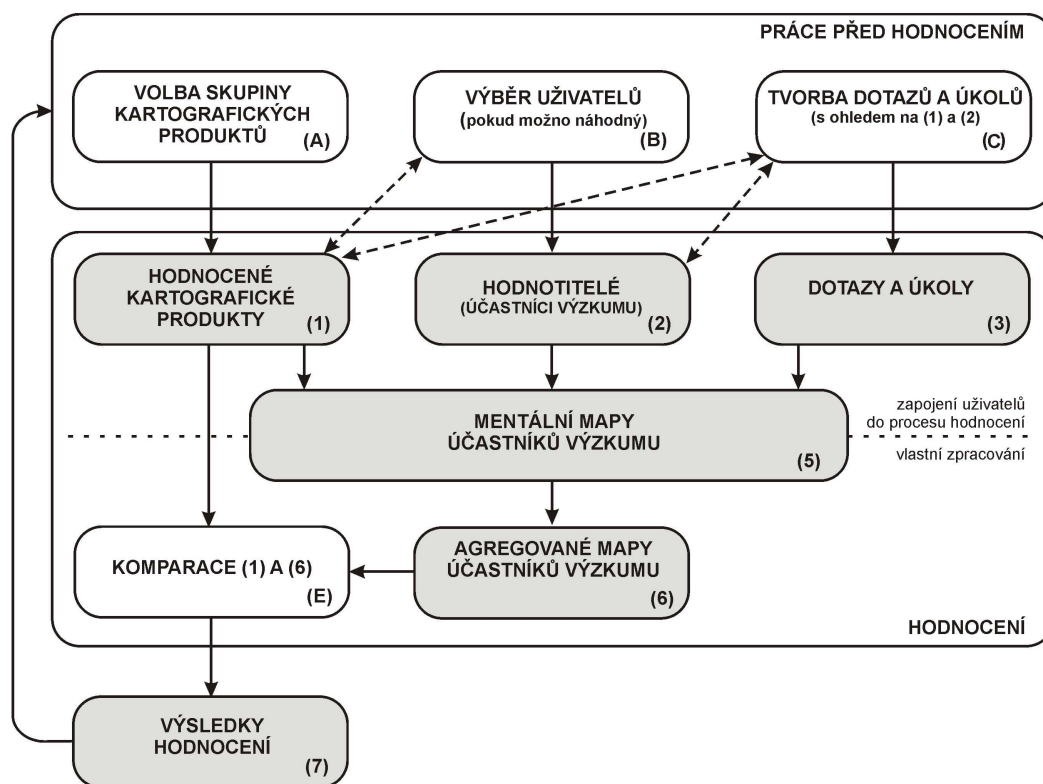 PRÁCE PŘED HODNOCENÍM
VOLBA SKUPINY
KARTOGRAFICKÝCH
PRODUKTŮ
(A)
VÝBĚR UŽIVATELŮ
(pokud možno náhodný)
(B)
TVORBA DOTAZŮ A ÚKOLŮ
(s ohledem na (1) a (2)
(C)
HODNOCENÉ
KARTOGRAFICKÉ
PRODUKTY
(1)
HODNOTITELÉ
(ÚČASTNÍCI VÝZKUMU)
(2)
DOTAZY A ÚKOLY
(3)
MENTÁLNÍ MAPY
ÚČASTNÍKŮ VÝZKUMU
(5)
zapojení uživatelů
do procesu hodnocení
vlastní zpracování
KOMPARACE (1) A (6)
(E)
AGREGOVANÉ MAPY
ÚČASTNÍKŮ VÝZKUMU
(6)
HODNOCENÍ
VÝSLEDKY
HODNOCENÍ
(7)